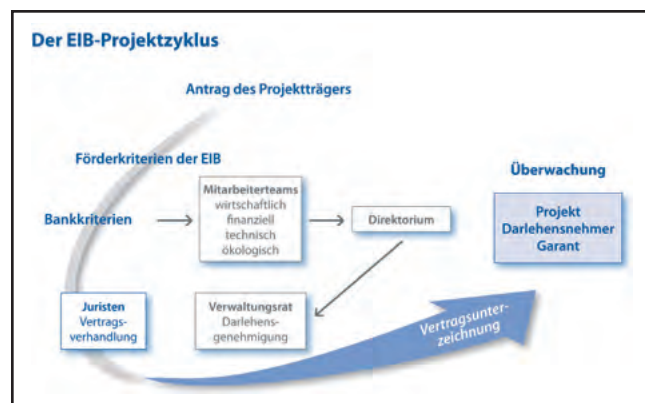 Der EIB-Projektzyklus
Antrag des Projektträgers
Förderkriterien der EIB
Bankkriterien
Mitarbeiterteams
wirtschaftlich
finanziell
technisch
ökologisch
Direktorium
Überwachung
Projekt
Darlehensnehmer
Garant
Juristen
Vertrags-
verhandlung
Verwaltungsrat
Darlehens-
genehmigung
Vertragsunter-
zeichnung